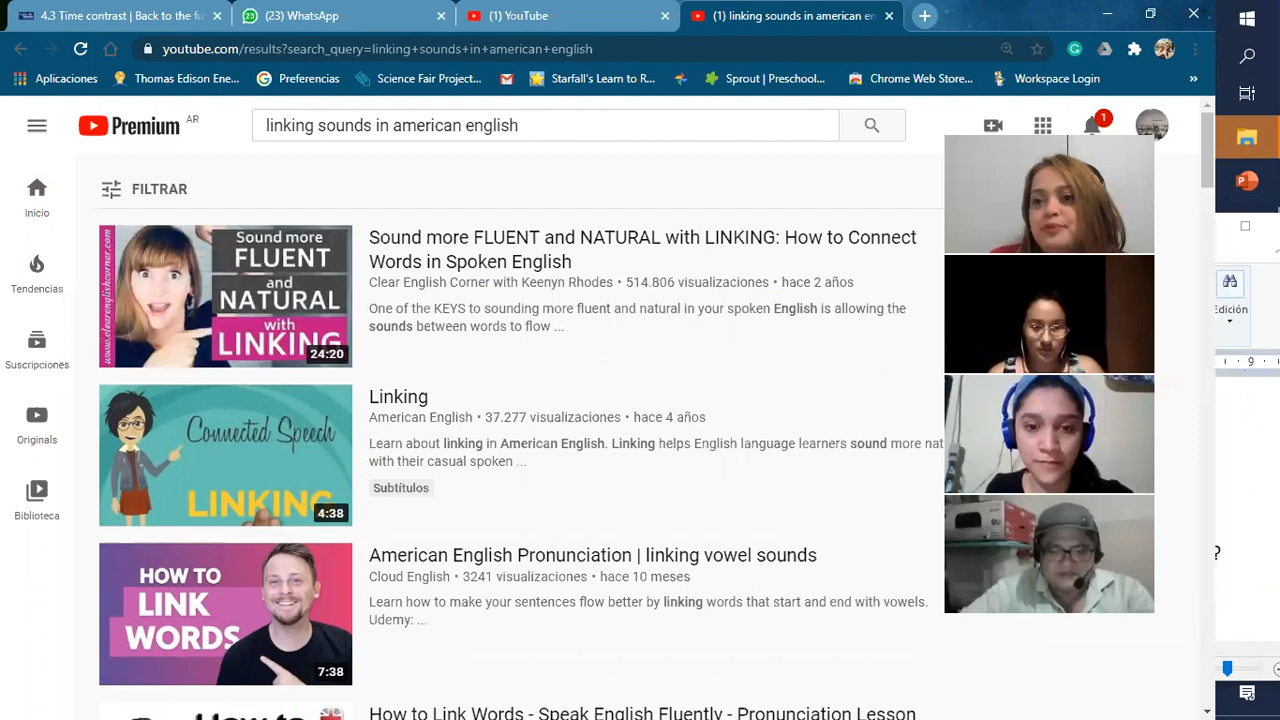 4.3 Time contrast | Back to the fu
(23) WhatsApp
(1) YouTube
(1) linking sounds in american en
youtube.com/results?search_query=linking+sounds+in+american+english
Aplicaciones
Thomas Edison Ene...
Preferencias
Science Fair Project...
Starfall's Learn to R...
Sprout | Preschool...
Chrome Web Store...
Workspace Login
»
Premium AR
linking sounds in american english
1
FILTRAR
Inicio
Tendencias
Suscripciones
Originals
Biblioteca
www.clearenglishcorner.com
Sound more
FLUENT
and
NATURAL
with
LINKING
24:20
Sound more FLUENT and NATURAL with LINKING: How to Connect
Words in Spoken English
Clear English Corner with Keenyn Rhodes • 514.806 visualizaciones • hace 2 años
One of the KEYS to sounding more fluent and natural in your spoken English is allowing the
sounds between words to flow ...
Connected Speech
LINKING
4:38
Linking
American English • 37.277 visualizaciones • hace 4 años
Learn about linking in American English. Linking helps English language learners sound more nat
with their casual spoken ...
Subtítulos
HOW TO
LINK
WORDS
7:38
American English Pronunciation | linking vowel sounds
Cloud English • 3241 visualizaciones • hace 10 meses
Learn how to make your sentences flow better by linking words that start and end with vowels.
Udemy: ...
How to Link Words - Speak English Fluently - Pronunciation Lesson
Edición
9
?